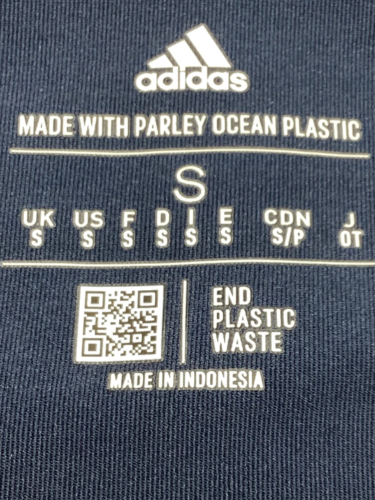 adidas
MADE WITH PARLEY OCEAN PLASTIC
S
UK US F D I E CDN J
S S S S S S S/P OT
END
PLASTIC
WASTE
MADE IN INDONESIA